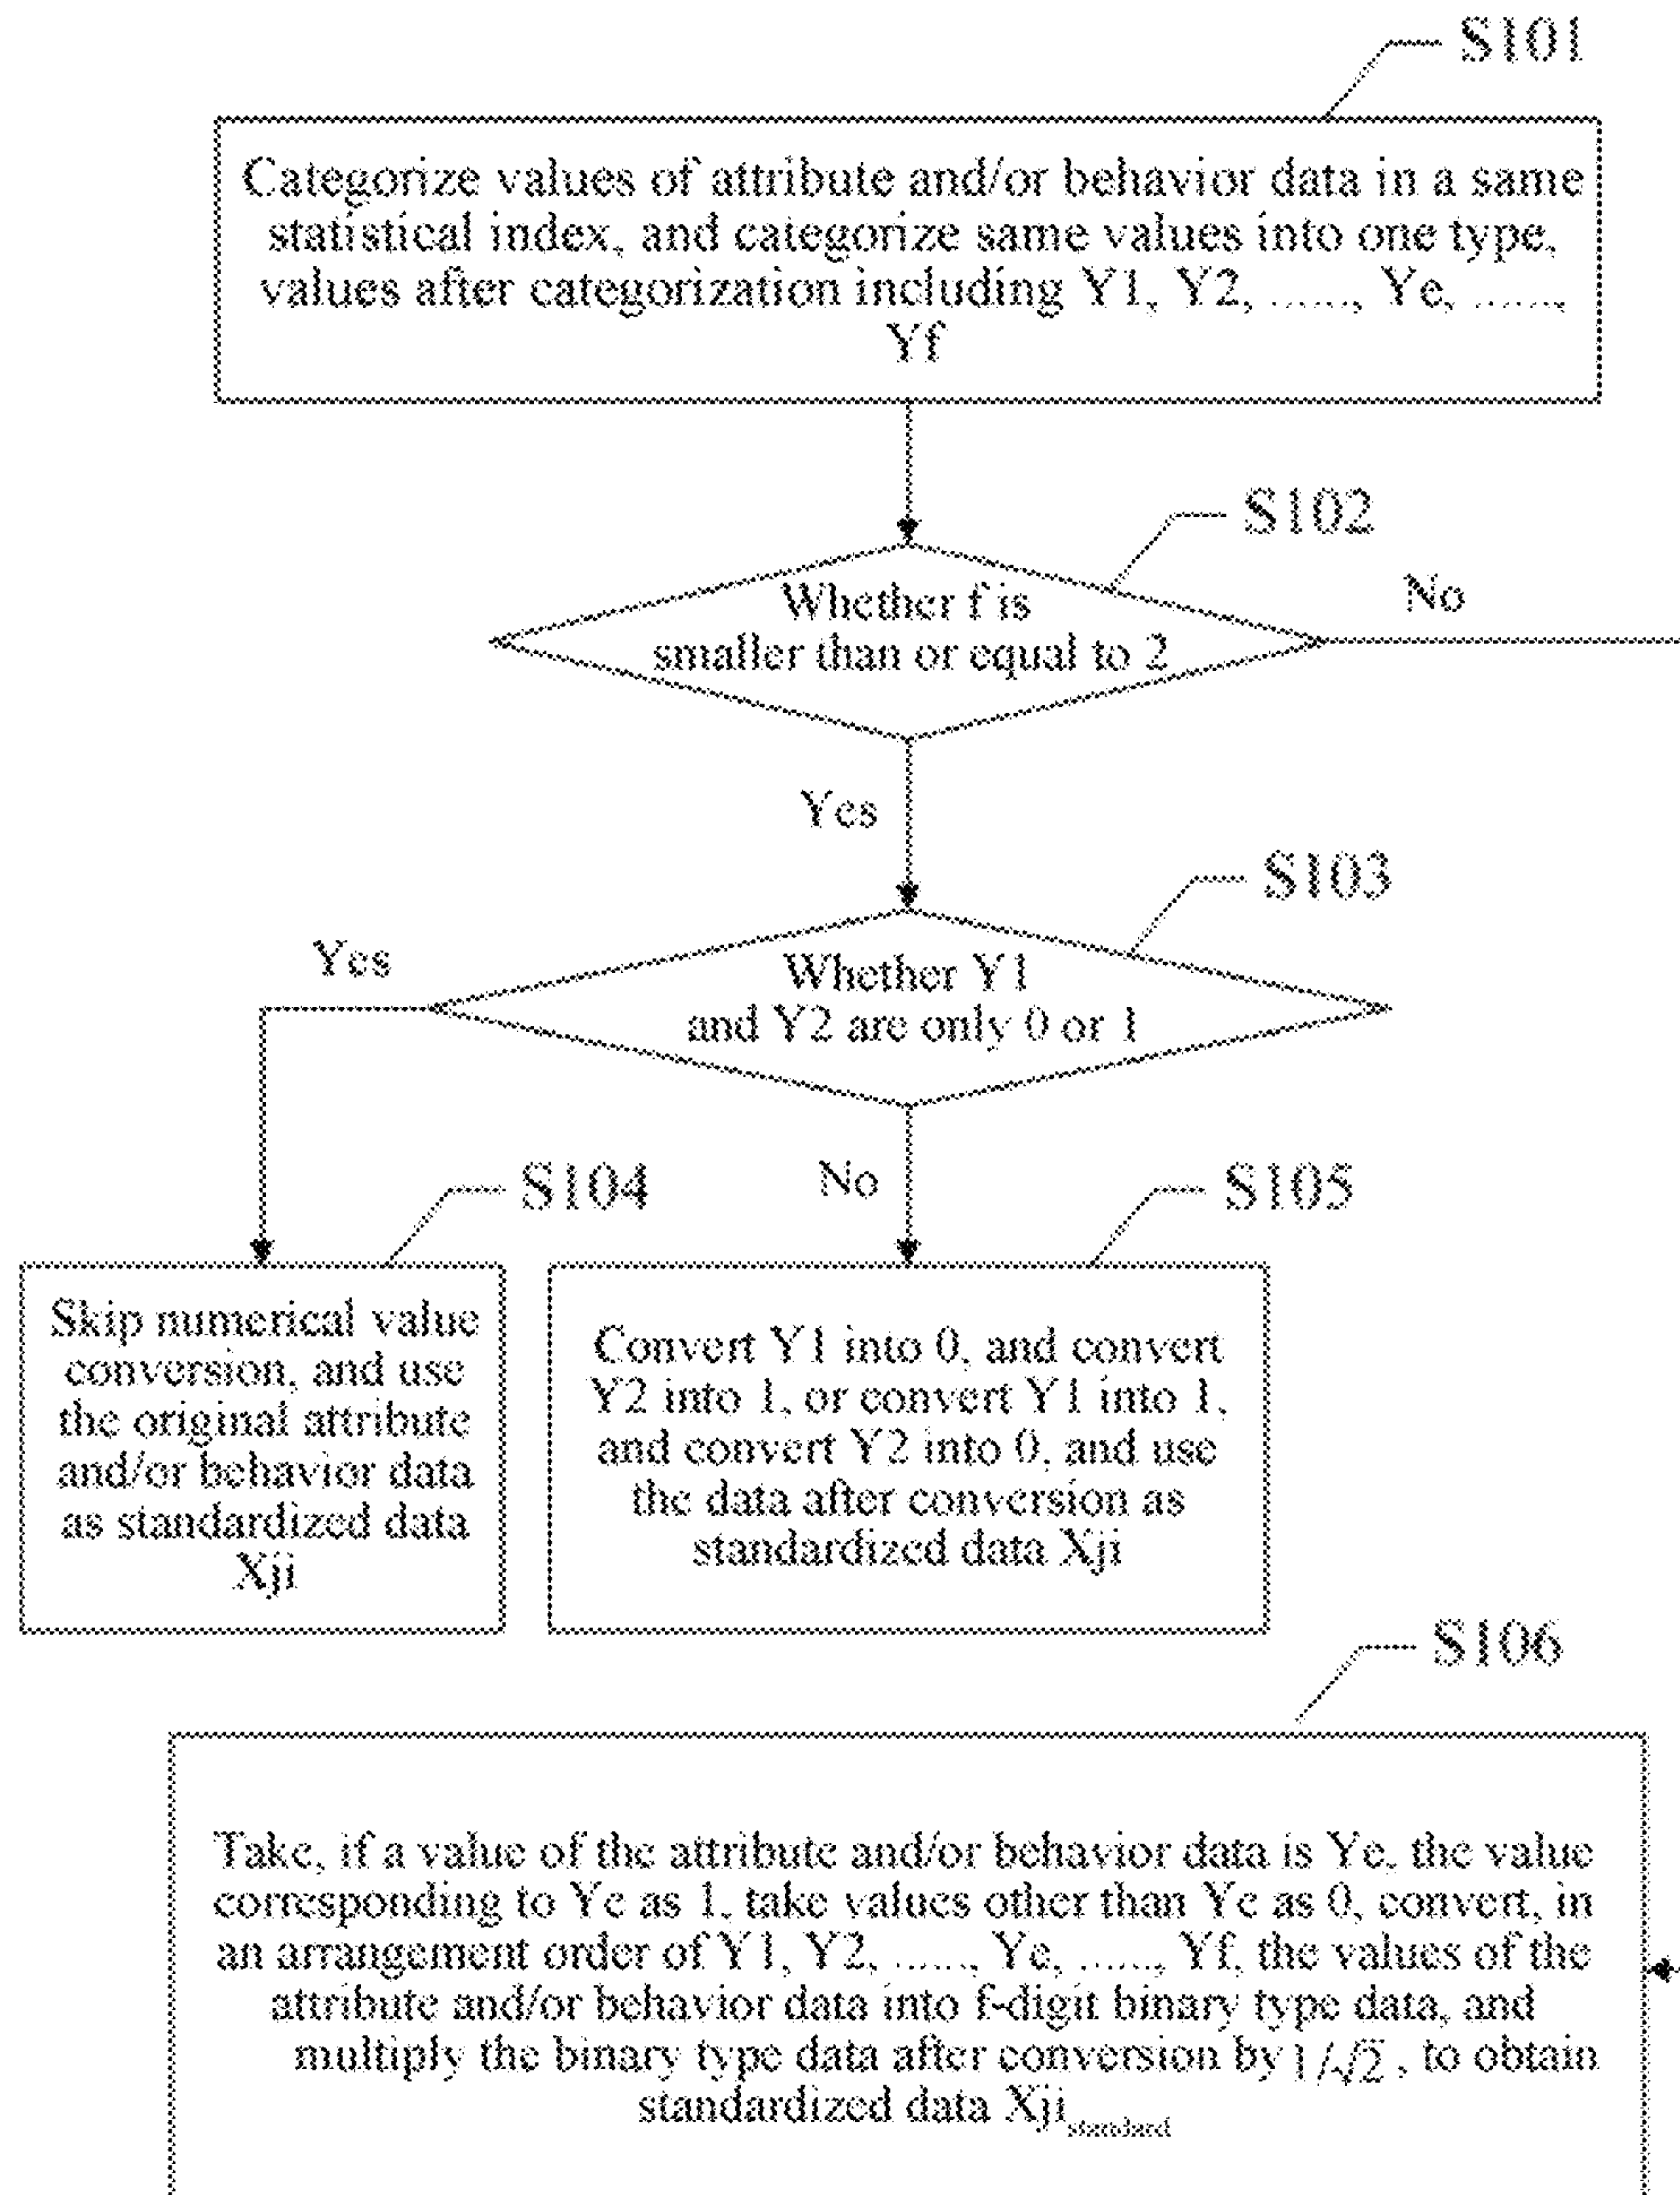 S101
Categorize values of attribute and/or behavior data in a same
statistical index, and categorize same values into one type,
values after categorization including Y1, Y2, ......, Ye, ......,
Yf
S102
Whether f is
smaller than or equal to 2
No
Yes
S103
Whether Y1
and Y2 are only 0 or 1
Yes
No
S104
Skip numerical value
conversion, and use
the original attribute
and/or behavior data
as standardized data
Xji
S105
Convert Y1 into 0, and convert
Y2 into 1, or convert Y1 into 1,
and convert Y2 into 0, and use
the data after conversion as
standardized data Xji
S106
Take, if a value of the attribute and/or behavior data is Ye, the value
corresponding to Ye as 1, take values other than Ye as 0, convert, in
an arrangement order of Y1, Y2, ......, Ye, ......, Yf, the values of the
attribute and/or behavior data into f-digit binary type data, and
multiply the binary type data after conversion by 1/√2, to obtain
standardized data Xji standard